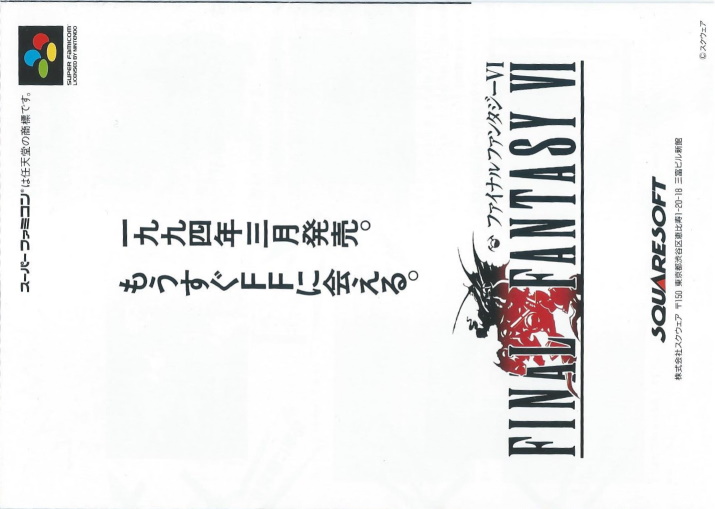 スーパーファミコン®は任天堂の商標です。
SUPER FAMICOM
LICENSED BY NINTENDO
一九九四年三月発売。
もうすぐFFに会える。
ファイナルファンタジーVI
FINAL FANTASY VI
SQUARESOFT
株式会社スクウェア 〒150 東京都渋谷区恵比寿1-20-18 三富ビル新館
©スクウェア